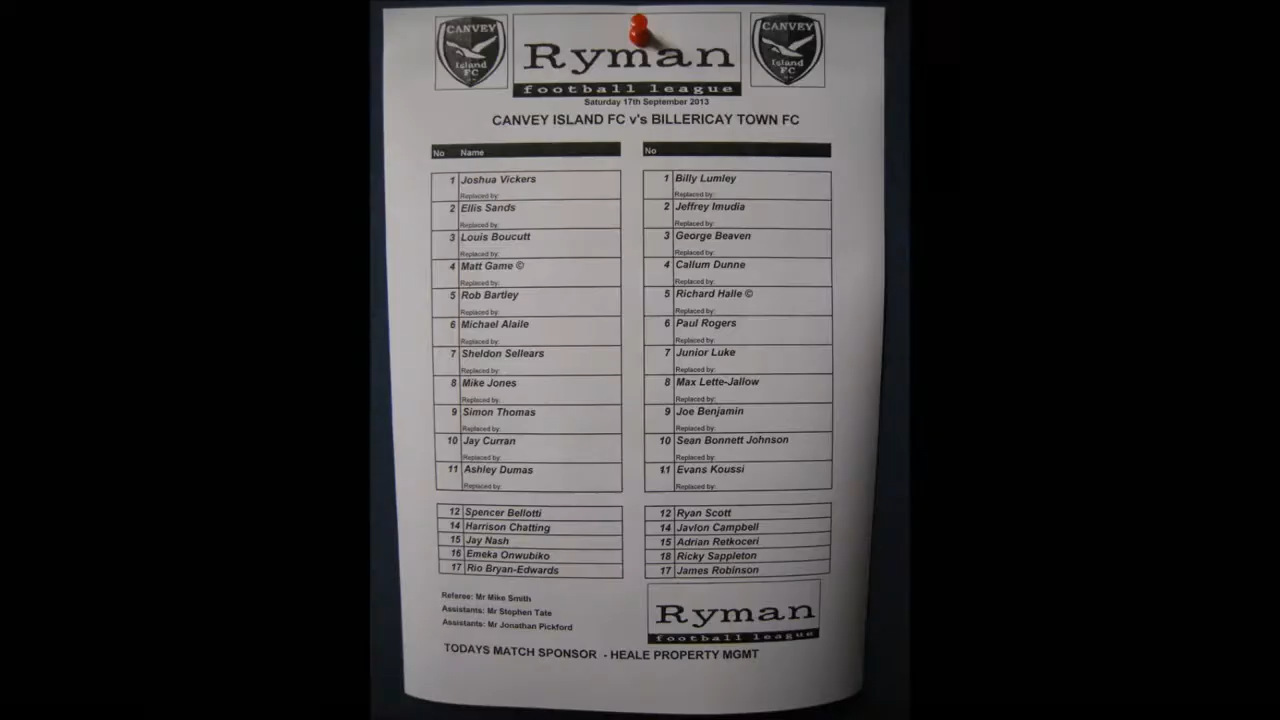 CANVEY
Island
FC
Ryman
football league
CANVEY
Island
FC
Saturday 17th September 2013
CANVEY ISLAND FC v's BILLERICAY TOWN FC
No Name
1 Joshua Vickers
Replaced by:
2 Ellis Sands
Replaced by:
3 Louis Boucutt
Replaced by:
4 Matt Game ©
Replaced by:
5 Rob Bartley
Replaced by:
6 Michael Alaile
Replaced by:
7 Sheldon Sellears
Replaced by:
8 Mike Jones
Replaced by:
9 Simon Thomas
Replaced by:
10 Jay Curran
Replaced by:
11 Ashley Dumas
Replaced by:
12 Spencer Bellotti
14 Harrison Chatting
15 Jay Nash
16 Emeka Onwubiko
17 Rio Bryan-Edwards
No
1 Billy Lumley
Replaced by:
2 Jeffrey Imudia
Replaced by:
3 George Beaven
Replaced by:
4 Callum Dunne
Replaced by:
5 Richard Halle ©
Replaced by:
6 Paul Rogers
Replaced by:
7 Junior Luke
Replaced by:
8 Max Lette-Jallow
Replaced by:
9 Joe Benjamin
Replaced by:
10 Sean Bonnett Johnson
Replaced by:
11 Evans Koussi
Replaced by:
12 Ryan Scott
14 Javlon Campbell
15 Adrian Retkoceri
18 Ricky Sappleton
17 James Robinson
Referee: Mr Mike Smith
Assistants: Mr Stephen Tate
Assistants: Mr Jonathan Pickford
Ryman
football league
TODAYS MATCH SPONSOR - HEALE PROPERTY MGMT